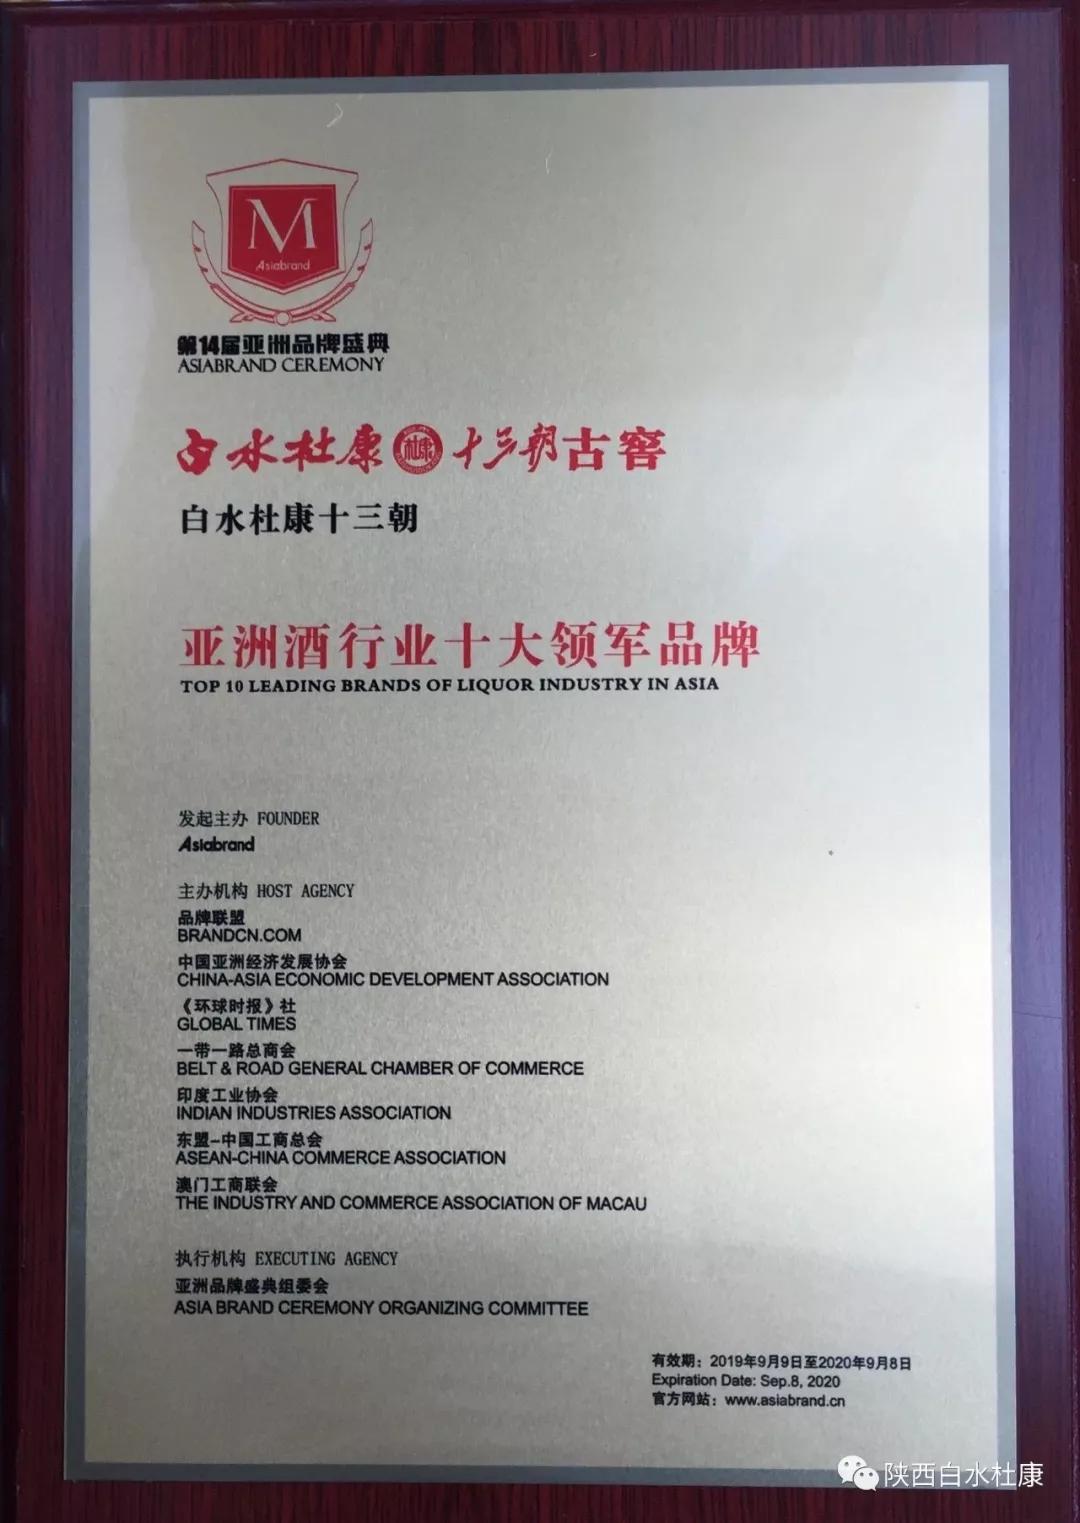 M
Asiabrand
第14届亚洲品牌盛典
ASIABRAND CEREMONY
白水杜康 杜康 十三朝古窖
白水杜康十三朝
亚洲酒行业十大领军品牌
TOP 10 LEADING BRANDS OF LIQUOR INDUSTRY IN ASIA
发起主办 FOUNDER
Asiabrand
主办机构 HOST AGENCY
品牌联盟
BRANDCN.COM
中国亚洲经济发展协会
CHINA-ASIA ECONOMIC DEVELOPMENT ASSOCIATION
《环球时报》社
GLOBAL TIMES
一带一路总商会
BELT & ROAD GENERAL CHAMBER OF COMMERCE
印度工业协会
INDIAN INDUSTRIES ASSOCIATION
东盟-中国工商总会
ASEAN-CHINA COMMERCE ASSOCIATION
澳门工商联会
THE INDUSTRY AND COMMERCE ASSOCIATION OF MACAU
执行机构 EXECUTING AGENCY
亚洲品牌盛典组委会
ASIA BRAND CEREMONY ORGANIZING COMMITTEE
有效期：2019年9月9日至2020年9月8日
Expiration Date: Sep.8, 2020
官方网站：www.asiabrand.cn
陕西白水杜康